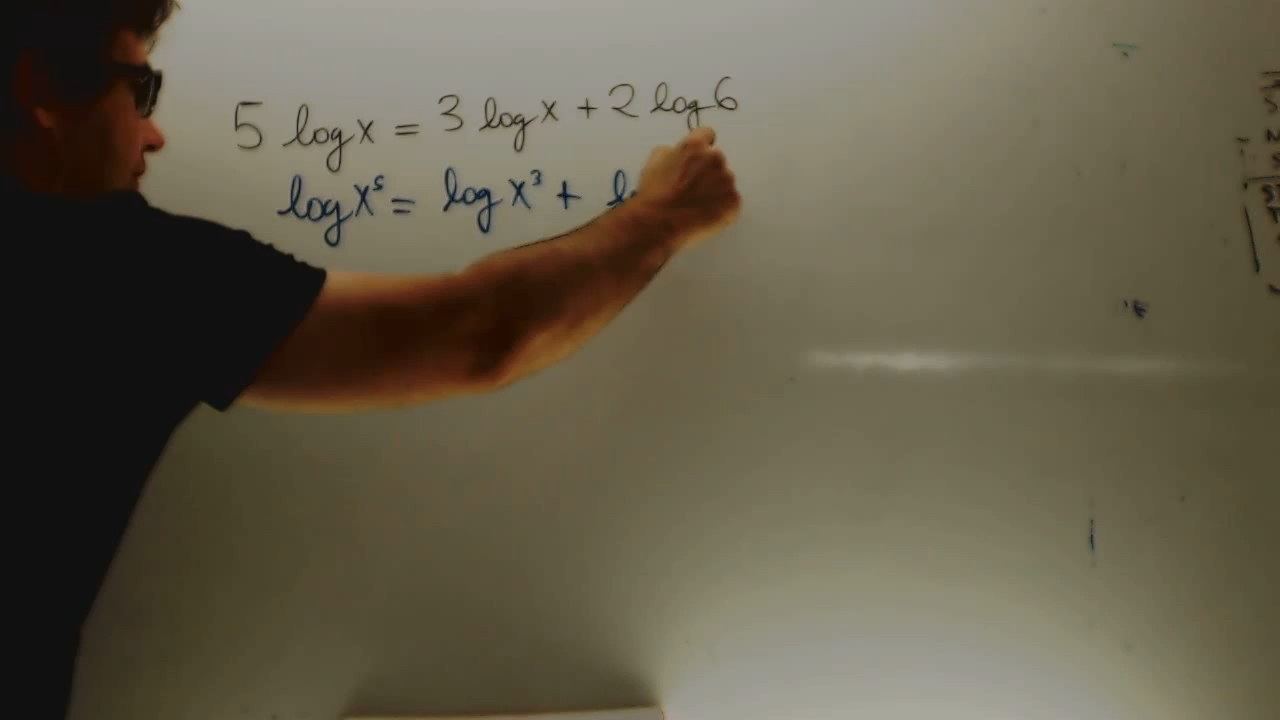 5 log x = 3 log x + 2 log 6
log x⁵ = log x³ +